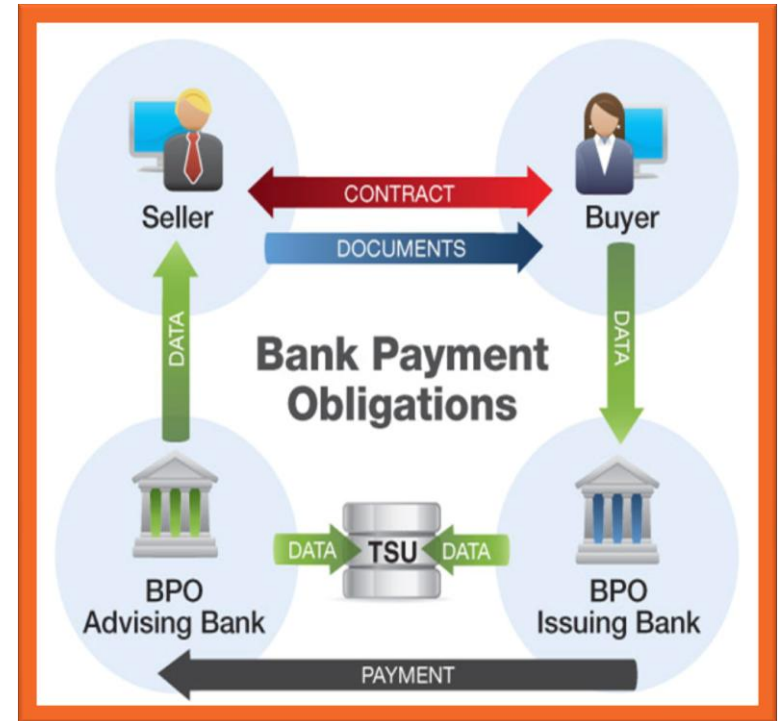 CONTRACT
Seller
Buyer
DOCUMENTS
DATA
DATA
Bank Payment
Obligations
DATA
TSU
DATA
BPO
Advising Bank
BPO
Issuing Bank
PAYMENT